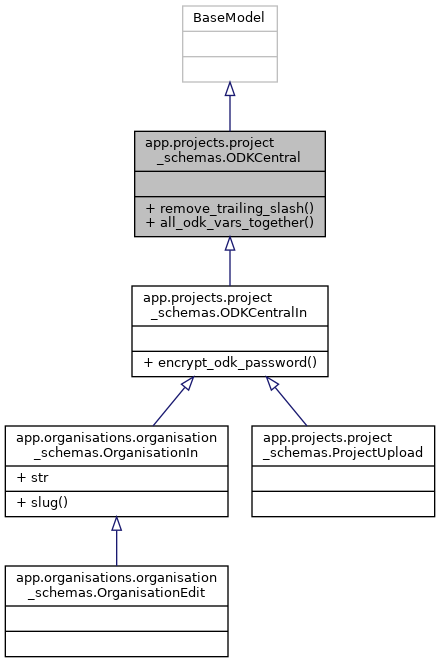 BaseModel
app.projects.project
_schemas.ODKCentral
+ remove_trailing_slash()
+ all_odk_vars_together()
app.projects.project
_schemas.ODKCentralIn
+ encrypt_odk_password()
app.organisations.organisation
_schemas.OrganisationIn
+ str
+ slug()
app.projects.project
_schemas.ProjectUpload
app.organisations.organisation
_schemas.OrganisationEdit